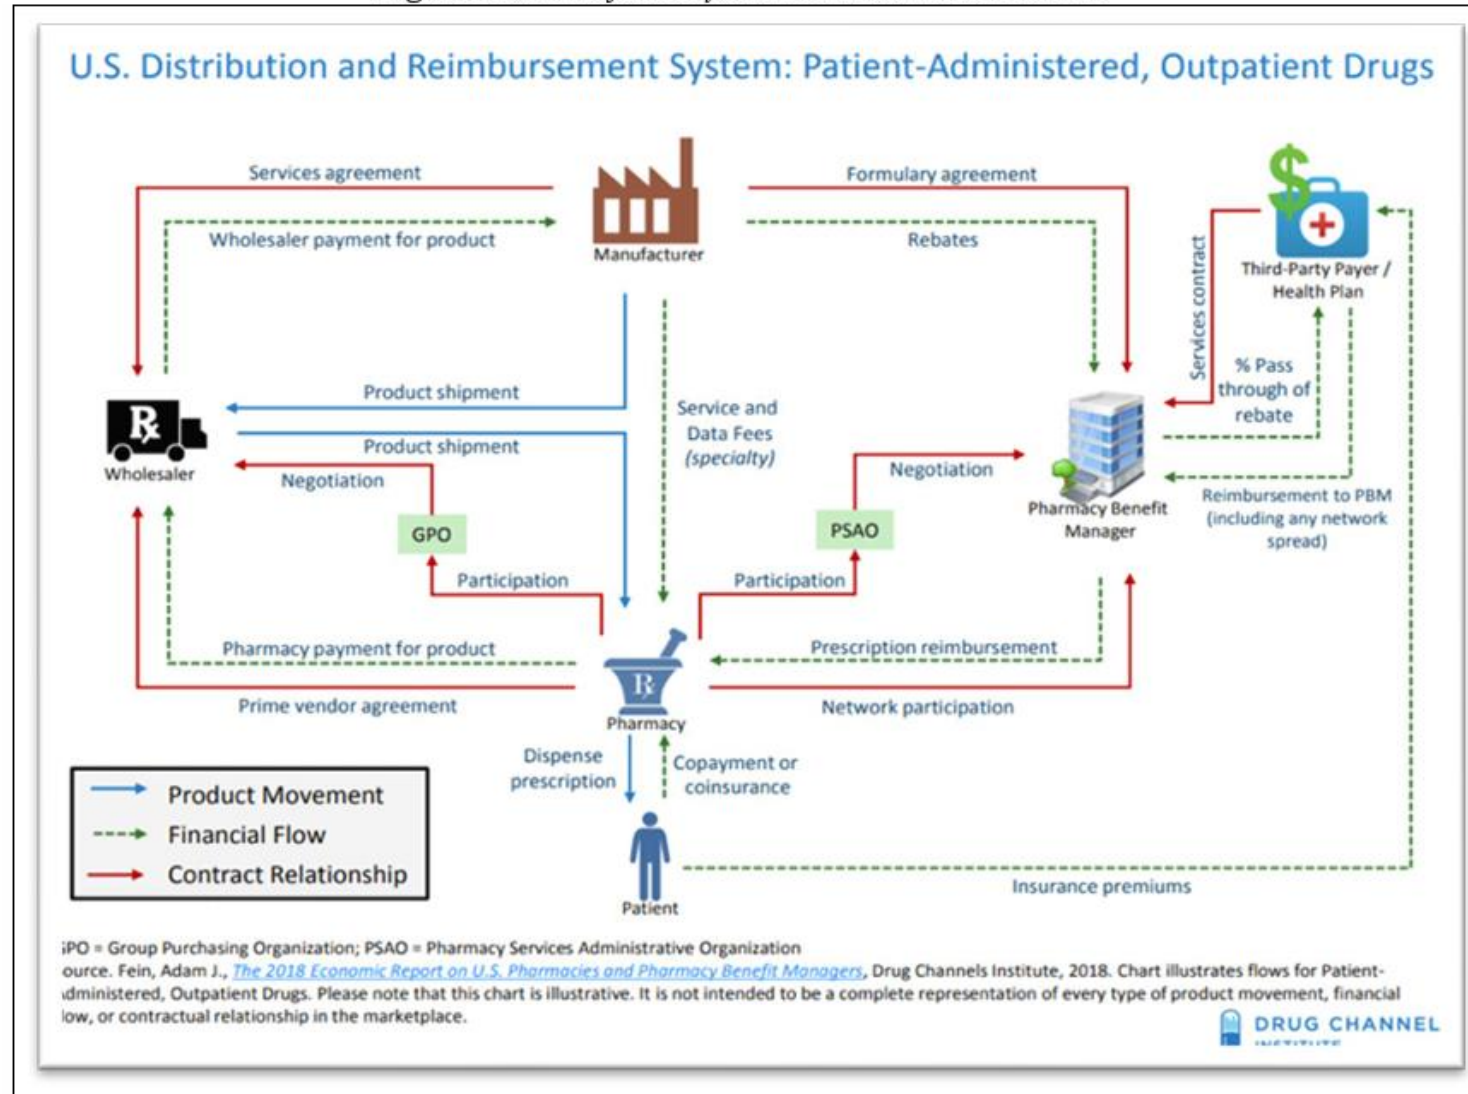 U.S. Distribution and Reimbursement System: Patient-Administered, Outpatient Drugs
Services agreement
Formulary agreement
Wholesaler payment for product
Rebates
Manufacturer
Third-Party Payer /
Health Plan
Services contract
% Pass
through of
rebate
Product shipment
Service and
Data Fees
(specialty)
Product shipment
Rx
Wholesaler
Negotiation
Negotiation
Reimbursement to PBM
(including any network
spread)
Pharmacy Benefit
Manager
GPO
PSAO
Participation
Participation
Pharmacy payment for product
Prescription reimbursement
Rx
Prime vendor agreement
Network participation
Pharmacy
Dispense
prescription
Copayment or
coinsurance
Product Movement
Financial Flow
Contract Relationship
Insurance premiums
Patient
GPO = Group Purchasing Organization; PSAO = Pharmacy Services Administrative Organization
ource. Fein, Adam J., The 2018 Economic Report on U.S. Pharmacies and Pharmacy Benefit Managers, Drug Channels Institute, 2018. Chart illustrates flows for Patient-
dministered, Outpatient Drugs. Please note that this chart is illustrative. It is not intended to be a complete representation of every type of product movement, financial
low, or contractual relationship in the marketplace.
DRUG CHANNEL